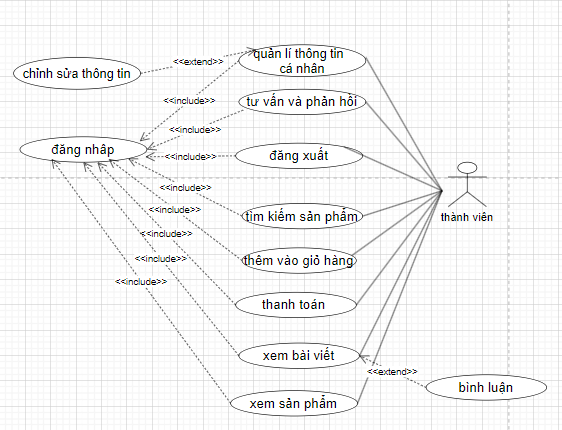 quản lí thông tin
cá nhân
<<extend>>
chỉnh sửa thông tin
<<include>>
tư vấn và phản hồi
<<include>>
đăng nhập
<<include>>
đăng xuất
<<include>>
tìm kiếm sản phẩm
thành viên
<<include>>
thêm vào giỏ hàng
<<include>>
<<include>>
thanh toán
xem bài viết
<<extend>>
bình luận
xem sản phẩm